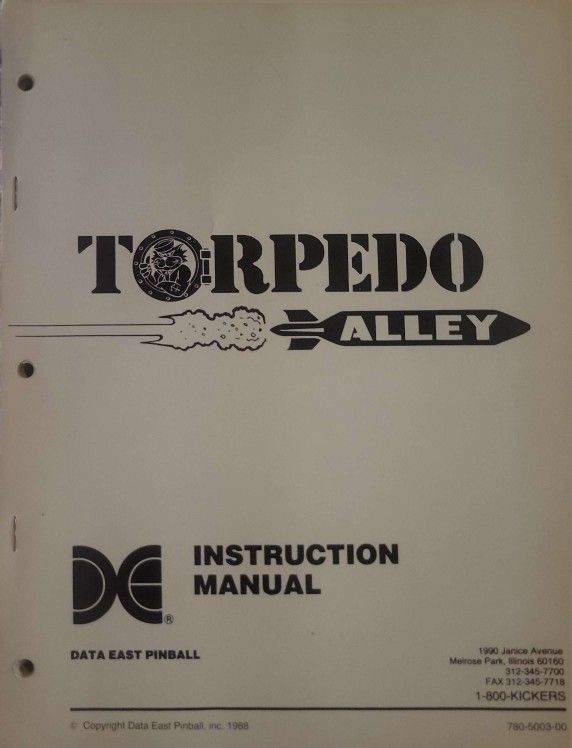 TORPEDO
ALLEY
DE ®
INSTRUCTION
MANUAL
DATA EAST PINBALL
1990 Janice Avenue
Melrose Park, Illinois 60160
312-345-7700
FAX 312-345-7718
1-800-KICKERS
© Copyright Data East Pinball, inc. 1988
780-5003-00